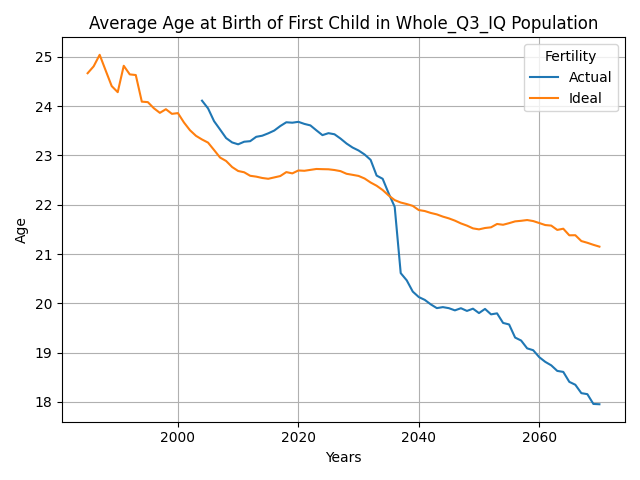 Average Age at Birth of First Child in Whole_Q3_IQ Population
Fertility
Actual
Ideal
Age
25
24
23
22
21
20
19
18
2000
2020
2040
2060
Years